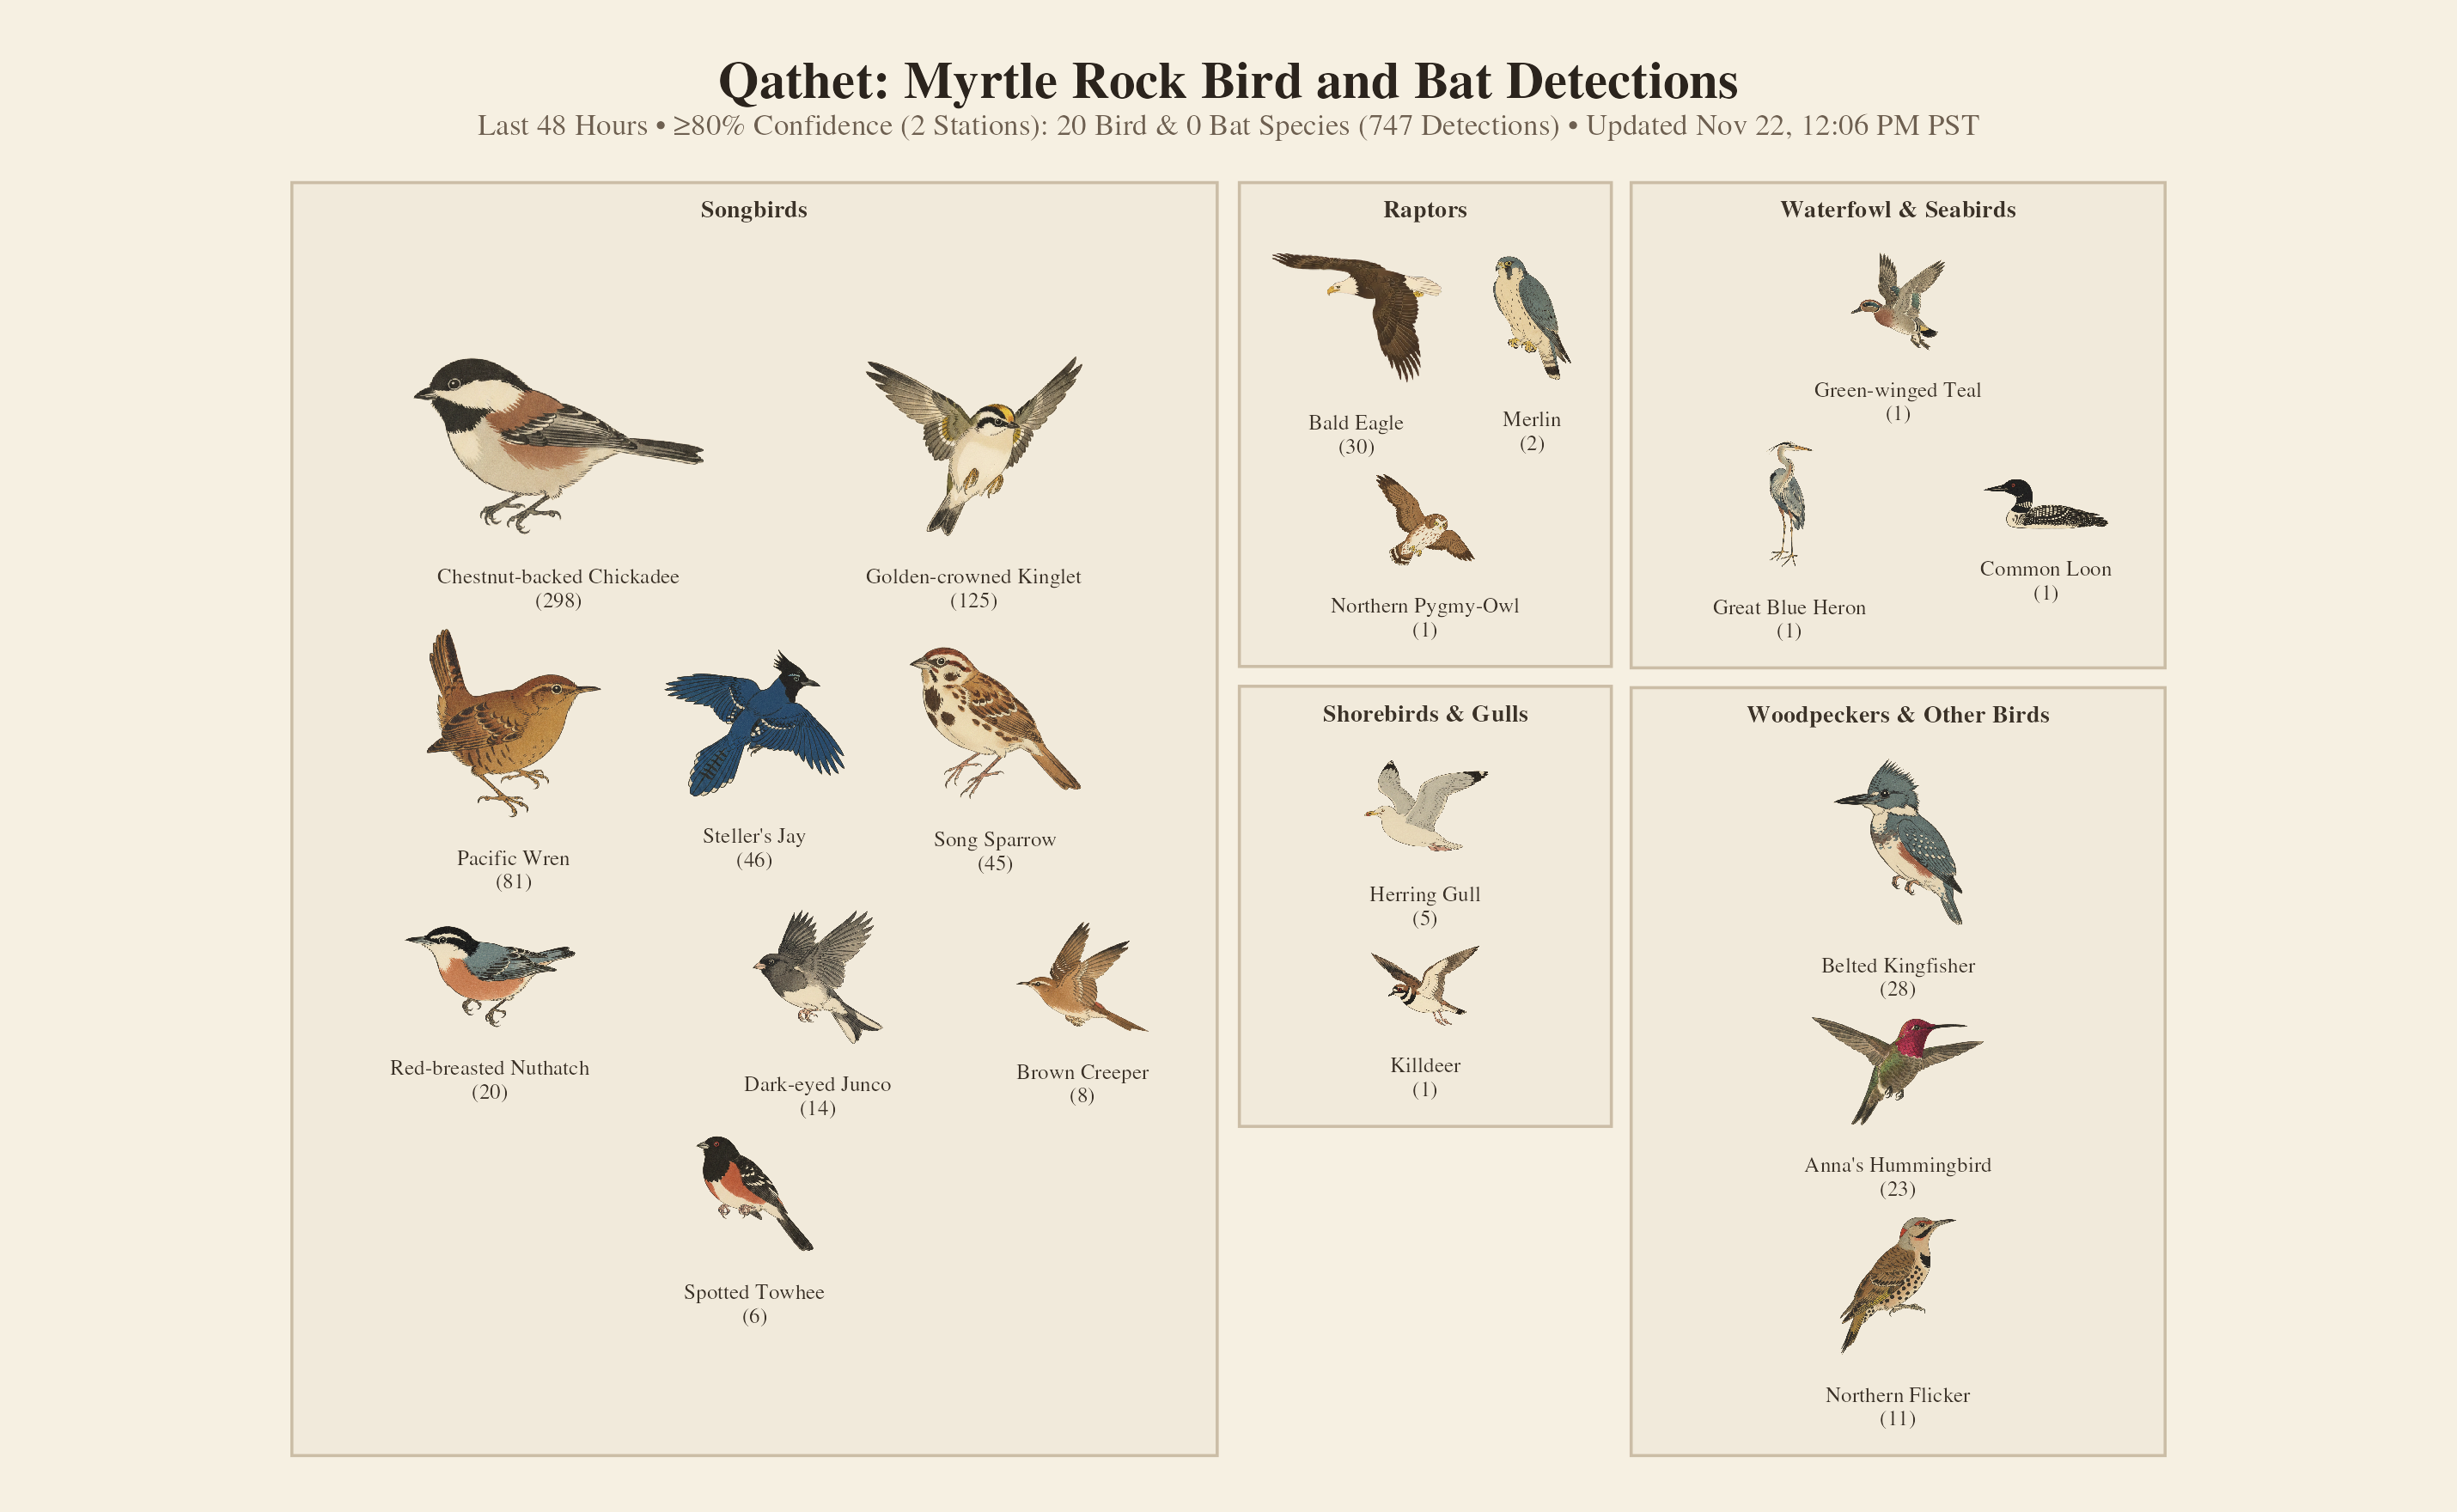 Qathet: Myrtle Rock Bird and Bat Detections
Last 48 Hours • ≥80% Confidence (2 Stations): 20 Bird & 0 Bat Species (747 Detections) • Updated Nov 22, 12:06 PM PST
Songbirds
Chestnut-backed Chickadee
(298)
Golden-crowned Kinglet
(125)
Pacific Wren
(81)
Steller's Jay
(46)
Song Sparrow
(45)
Red-breasted Nuthatch
(20)
Dark-eyed Junco
(14)
Brown Creeper
(8)
Spotted Towhee
(6)
Raptors
Bald Eagle
(30)
Merlin
(2)
Northern Pygmy-Owl
(1)
Waterfowl & Seabirds
Green-winged Teal
(1)
Great Blue Heron
(1)
Common Loon
(1)
Shorebirds & Gulls
Herring Gull
(5)
Killdeer
(1)
Woodpeckers & Other Birds
Belted Kingfisher
(28)
Anna's Hummingbird
(23)
Northern Flicker
(11)